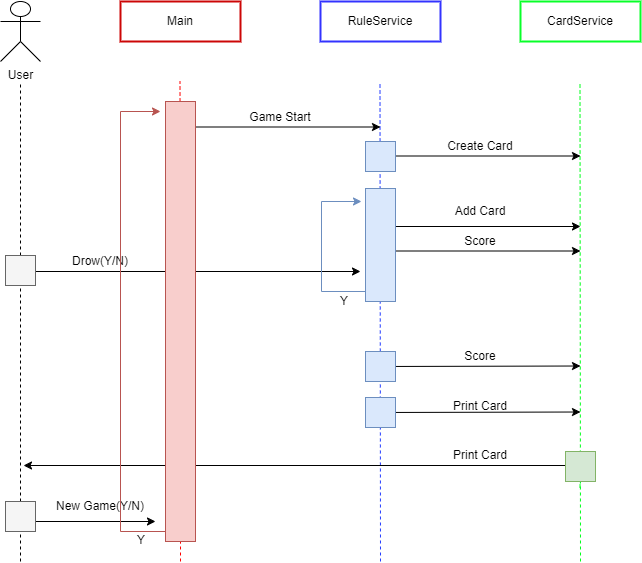 Main
RuleService
CardService
User
Game Start
Create Card
Add Card
Score
Drow(Y/N)
Y
Score
Print Card
Print Card
New Game(Y/N)
Y